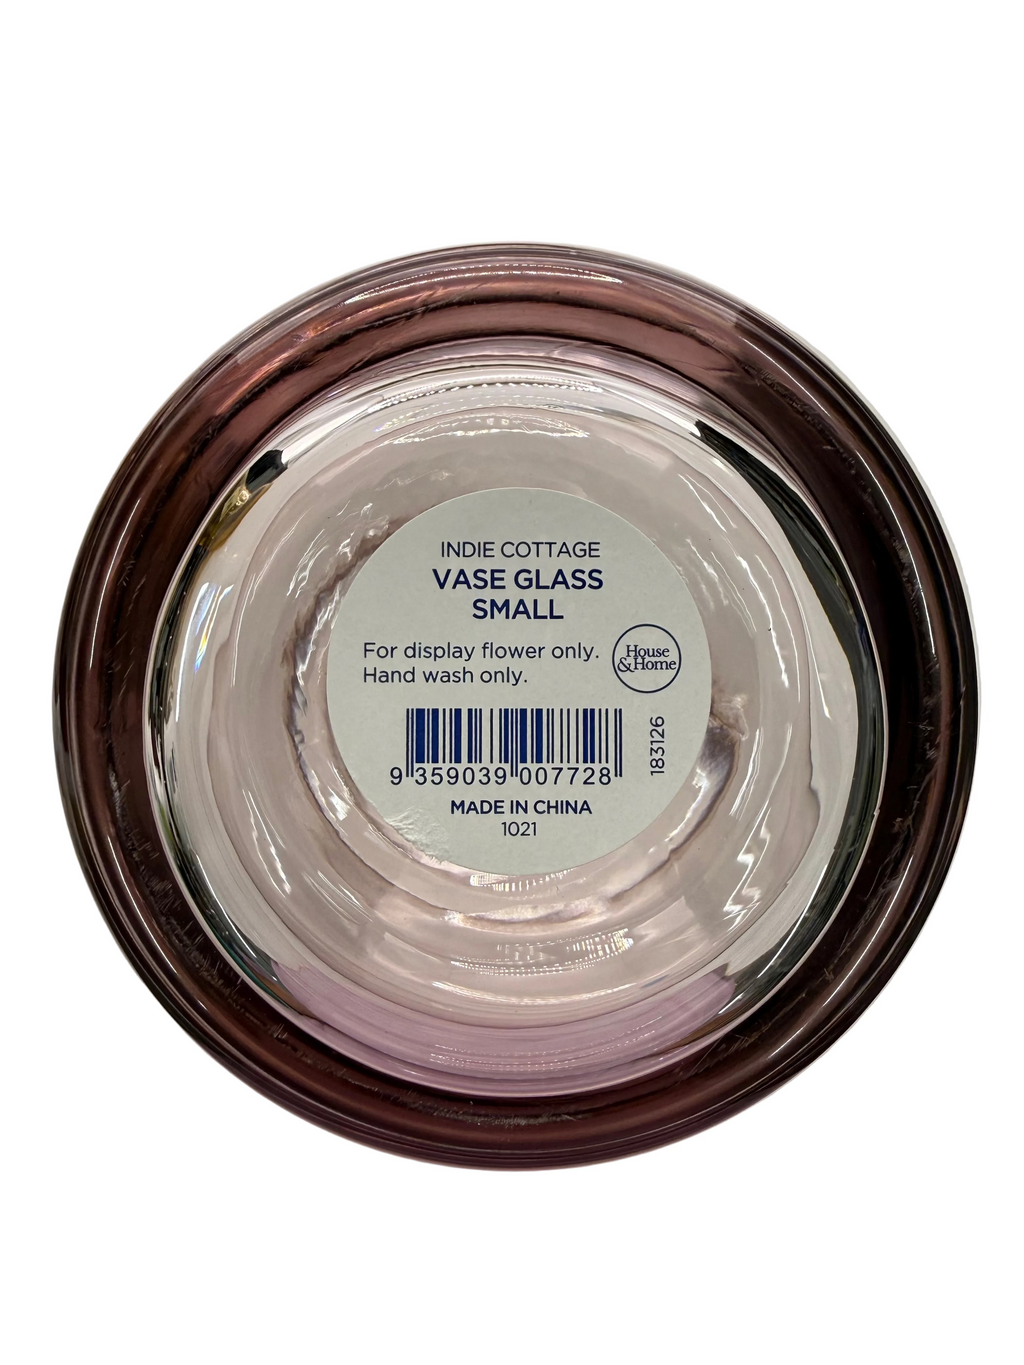 INDIE COTTAGE
VASE GLASS
SMALL
For display flower only.
Hand wash only.
House
&Home
183126
9 359039 007728
MADE IN CHINA
1021